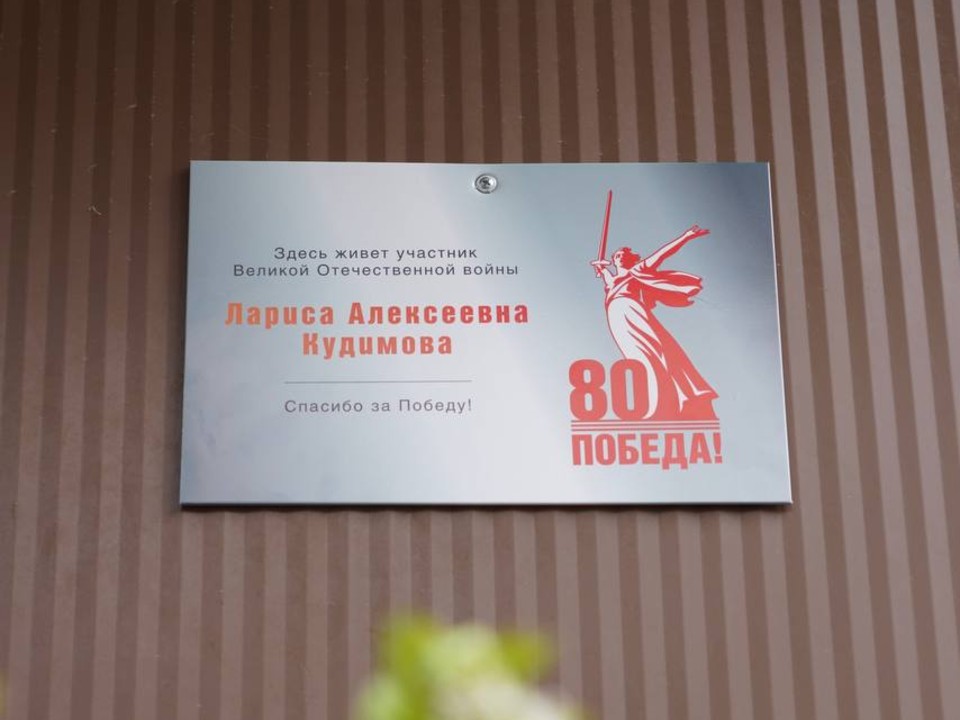 Здесь живет участник
Великой Отечественной войны
Лариса Алексеевна
Кудимова
Спасибо за Победу!
80
ПОБЕДА!